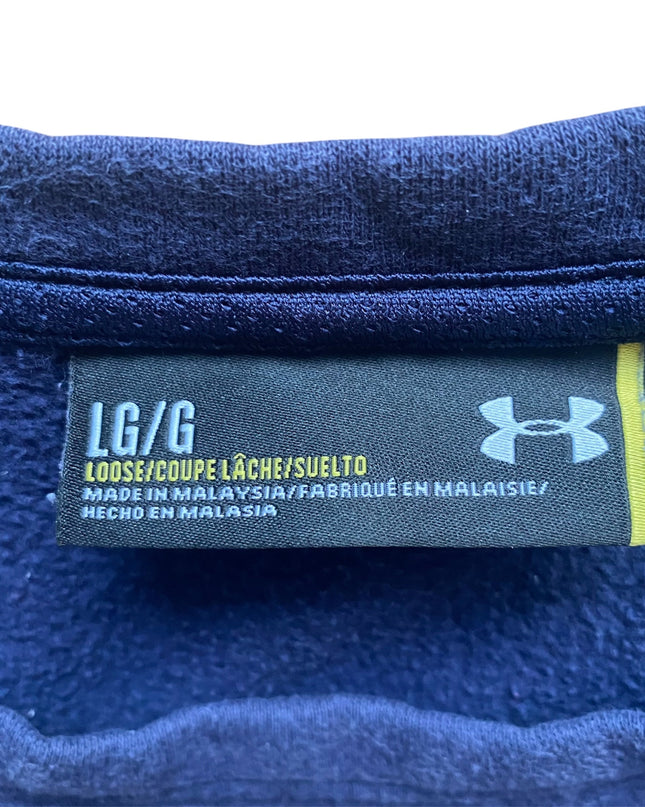 LG/G
LOOSE/COUPE LÂCHE/SUELTO
MADE IN MALAYSIA/FABRIQUÉ EN MALAISIE/
HECHO EN MALASIA